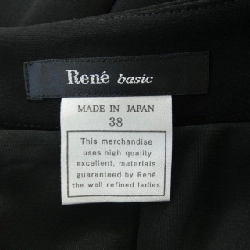 René basic
MADE IN JAPAN
38
This merchandise
uses high quality
excellent, materials
guaranteed by René
the well refined ladies